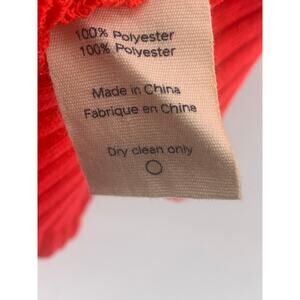 100% Polyester
100% Polyester
Made in China
Fabrique en Chine
Dry clean only